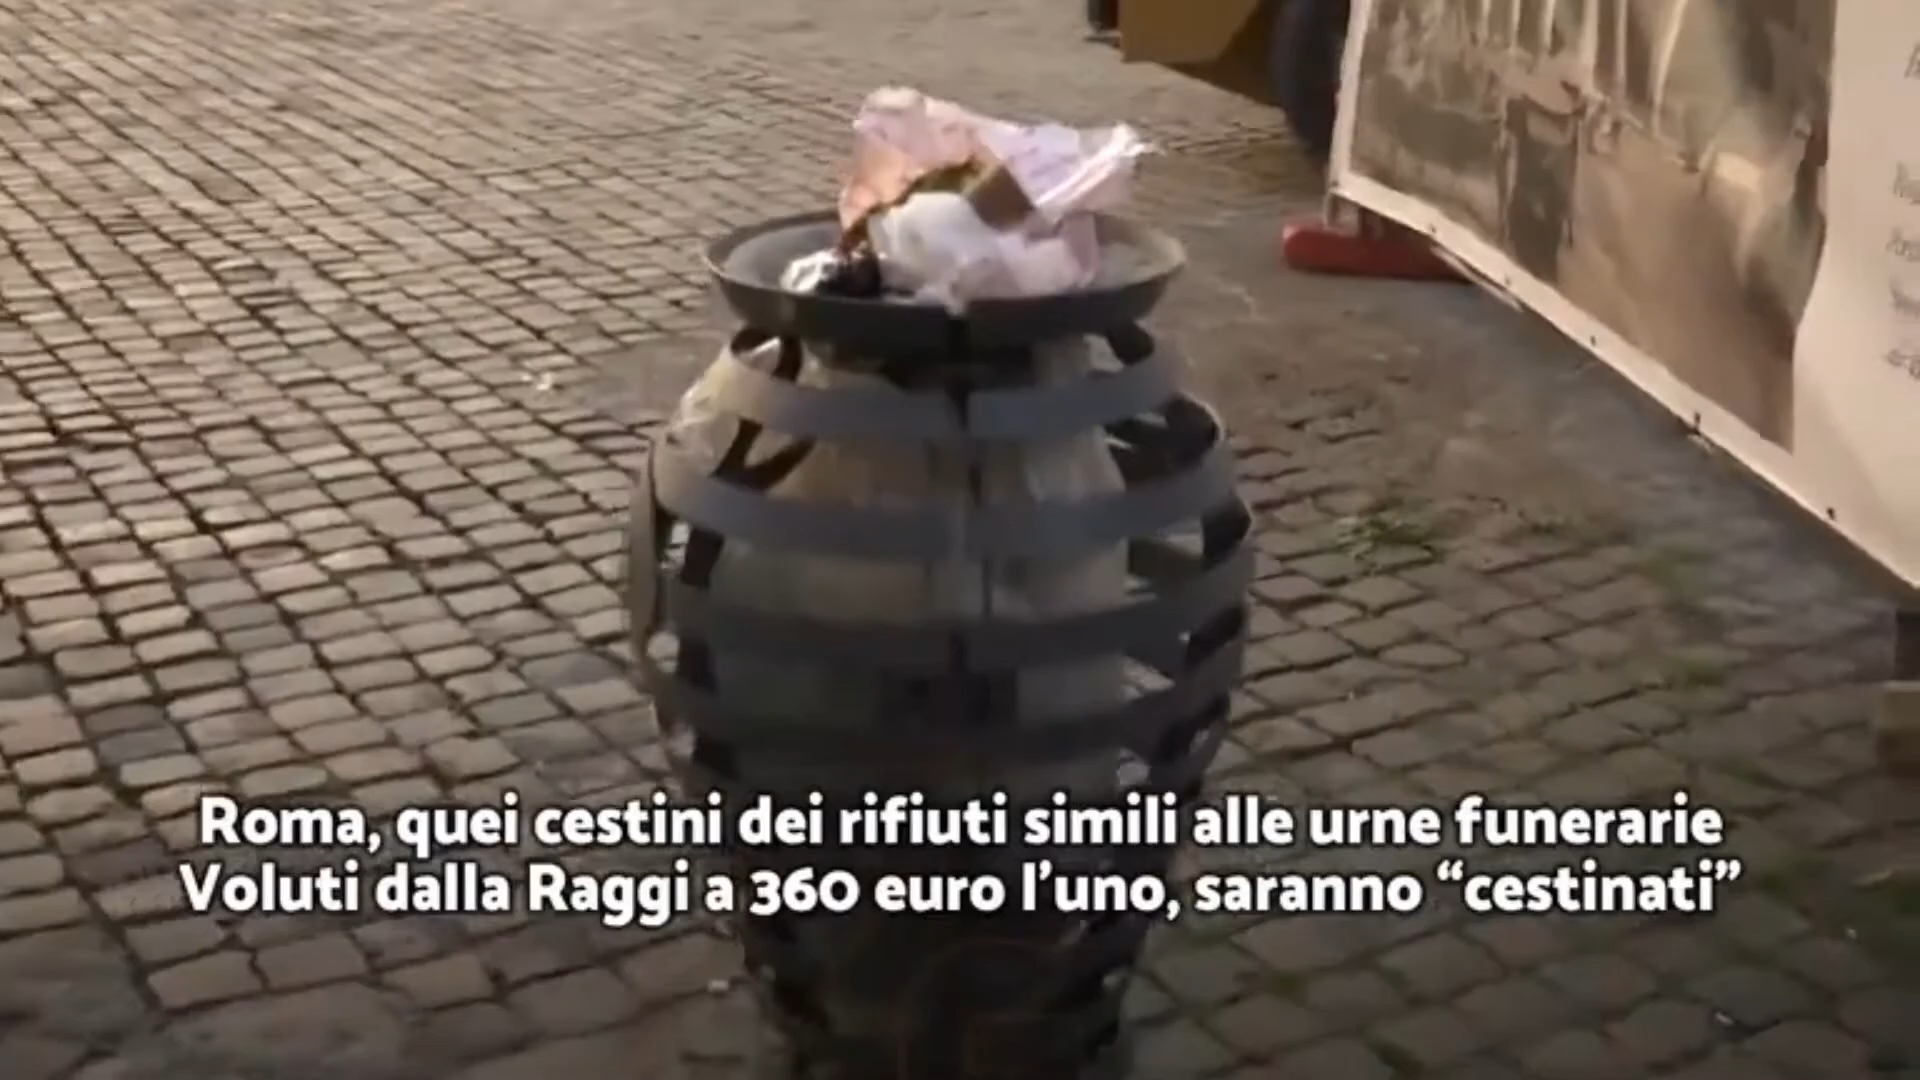 Roma, quei cestini dei rifiuti simili alle urne funerarie
Voluti dalla Raggi a 360 euro l'uno, saranno “cestinati”